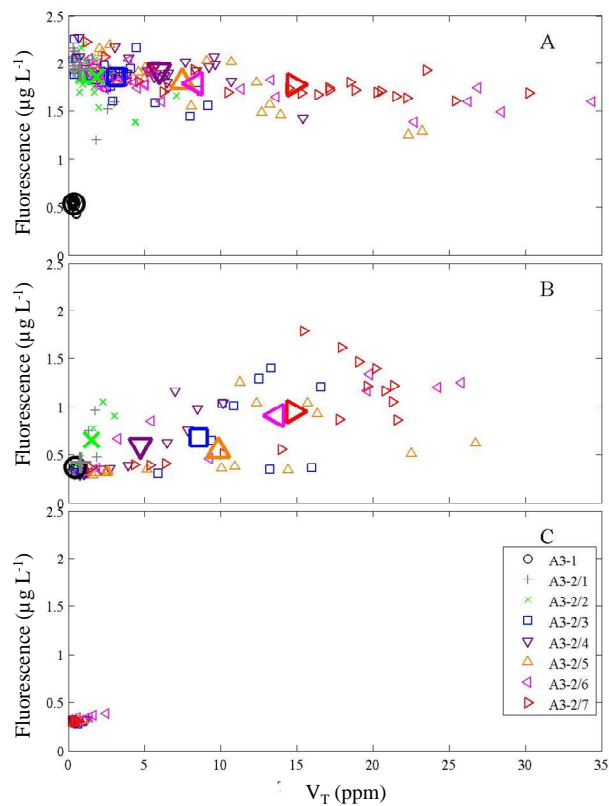 2.5
2
1.5
1
0.5
0
Fluorescence (µg L⁻¹)
A
2.5
2
1.5
1
0.5
0
Fluorescence (µg L⁻¹)
B
2.5
2
1.5
1
0.5
0
Fluorescence (µg L⁻¹)
C
A3-1
A3-2/1
A3-2/2
A3-2/3
A3-2/4
A3-2/5
A3-2/6
A3-2/7
0 5 10 15 20 25 30 35
V_T (ppm)